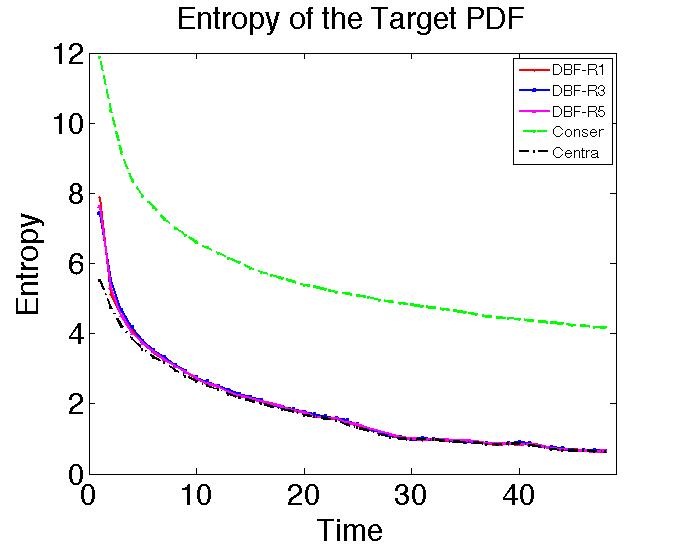 Entropy of the Target PDF
12
10
8
6
4
2
0
Entropy
0 10 20 30 40
Time
DBF-R1
DBF-R3
DBF-R5
Conser
Centra